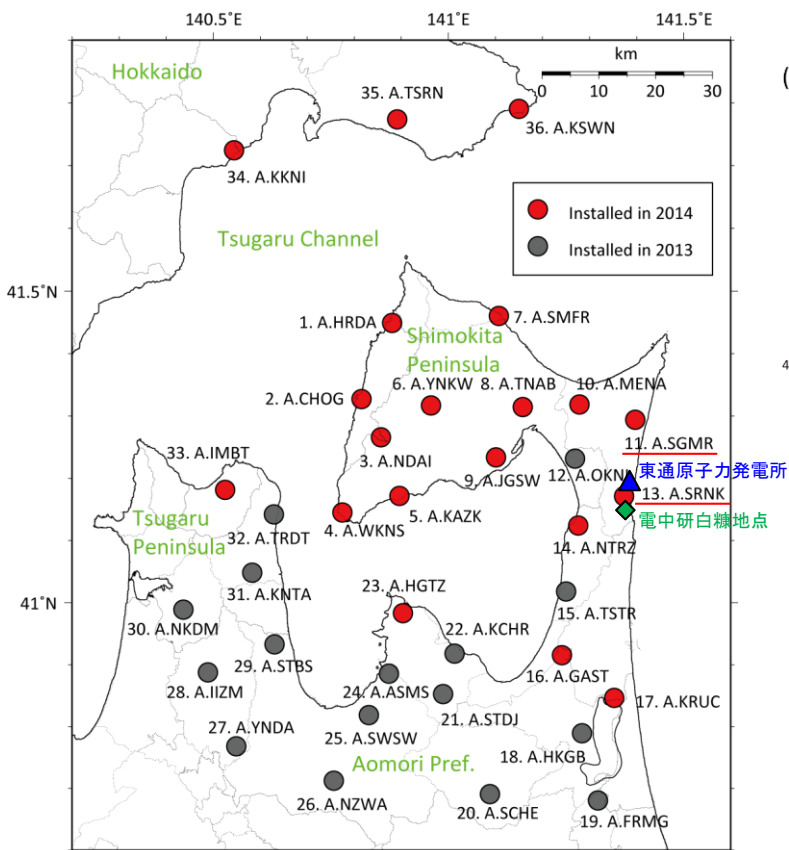 140.5°E
141°E
141.5°E
Hokkaido
km
0 10 20 30
(
35. A.TSRN
36. A.KSWN
34. A.KKNI
Installed in 2014
Installed in 2013
Tsugaru Channel
41.5°N
1. A.HRDA
7. A.SMFR
Shimokita
Peninsula
4
6. A.YNKW
8. A.TNAB
10. A.MENA
2. A.CHOG
11. A.SGMR
3. A.NDAI
33. A.IMBT
9. A.JGSW
12. A.OKNI
東通原子力発電所
13. A.SRNK
5. A.KAZK
電中研白糠地点
Tsugaru
Peninsula
4. A.WKNS
32. A.TRDT
14. A.NTRZ
23. A.HGTZ
31. A.KNTA
41°N
15. A.TSTR
30. A.NKDM
22. A.KCHR
29. A.STBS
16. A.GAST
28. A.IIZM
24. A.ASMS
17. A.KRUC
21. A.STDJ
27. A.YNDA
25. A.SWSW
18. A.HKGB
Aomori Pref.
26. A.NZWA
20. A.SCHE
19. A.FRMG